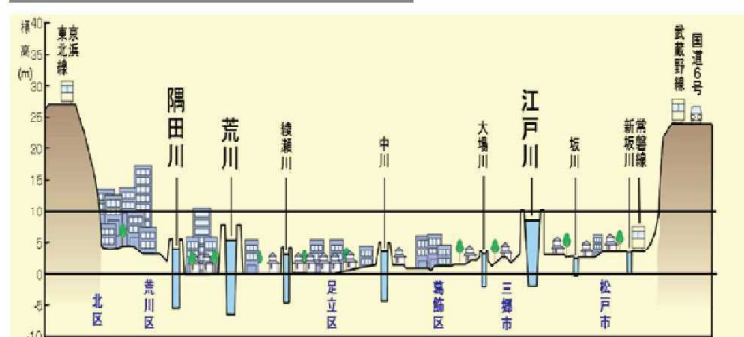 標高(m)
40
35
30
25
20
15
10
5
0
-5
-10
京浜東北線
隅田川
荒川
綾瀬川
中川
大場川
江戸川
坂川
新坂川
常磐線
武蔵野線
国道6号
北区
荒川区
足立区
葛飾区
三郷市
松戸市